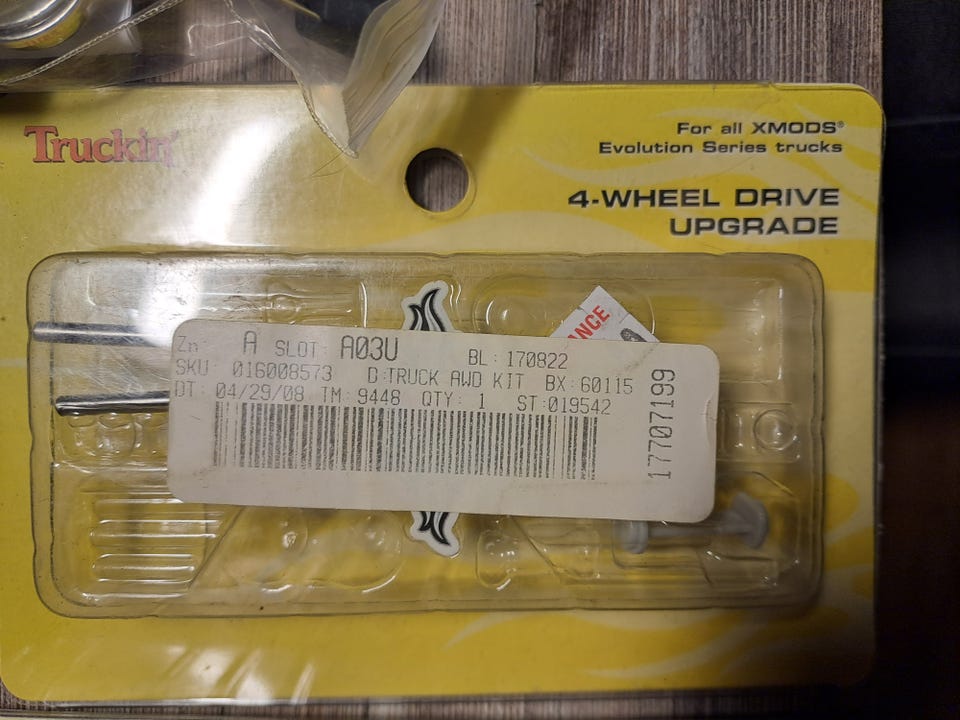 Truckin'
For all XMODS®
Evolution Series trucks
4-WHEEL DRIVE
UPGRADE
ANCE
Zn A SLOT: A03U BL: 170822
SKU 016008573 D:TRUCK AWD KIT BX:60115
DT: 04/29/08 TM: 9448 QTY: 1 ST:019542
17707199